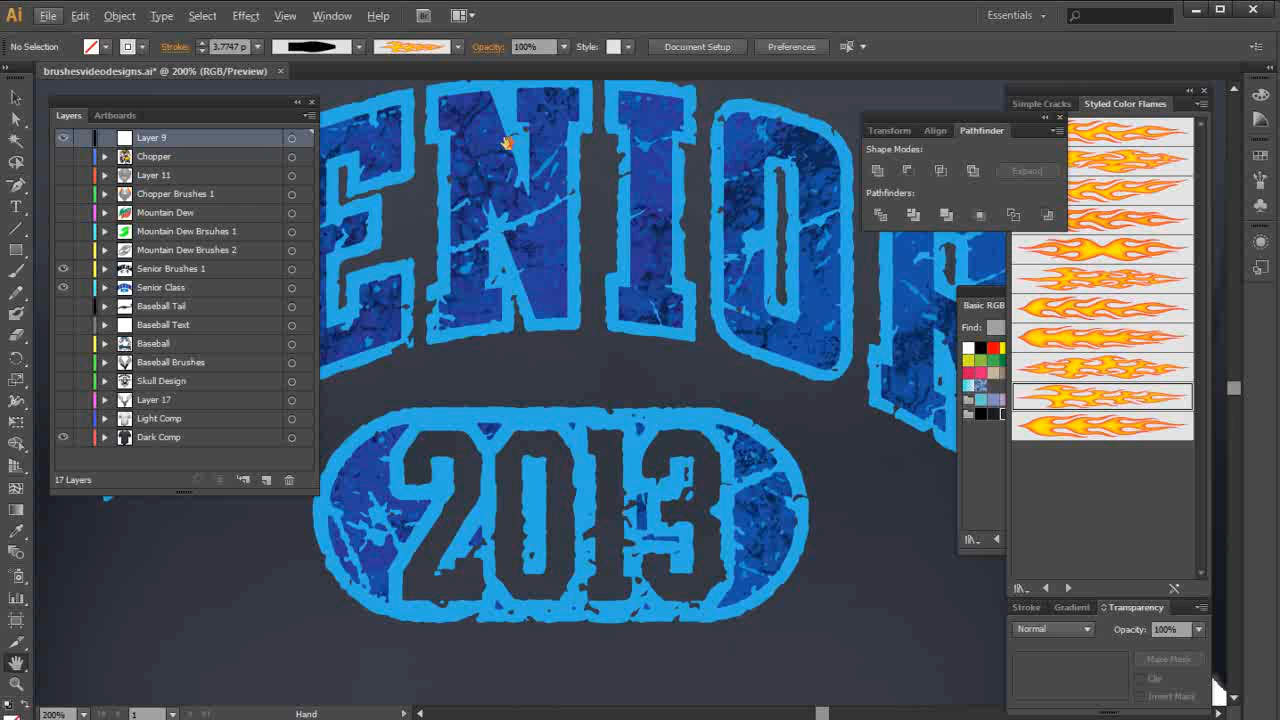 Ai File Edit Object Type Select Effect View Window Help Br Essentials
No Selection Stroke: 3.7747 p Opacity: 100% Style: Document Setup Preferences
brushesvideodesigns.ai* @ 200% (RGB/Preview)
Layers Artboards
Layer 9
Chopper
Layer 11
Chopper Brushes 1
Mountain Dew
Mountain Dew Brsuhes 1
Mountain Dew Brushes 2
Senior Brushes 1
Senior Class
Baseball Tail
Baseball Text
Baseball
Baseball Brushes
Skull Design
Layer 17
Light Comp
Dark Comp
17 Layers
ENIO
2013
Transform Align Pathfinder
Shape Modes:
Expand
Pathfinders:
Basic RGB
Find:
Simple Cracks Styled Color Flames
Stroke Gradient Transparency
Normal Opacity: 100%
Make Mask
Clip
Invert Mask
200% 1 Hand